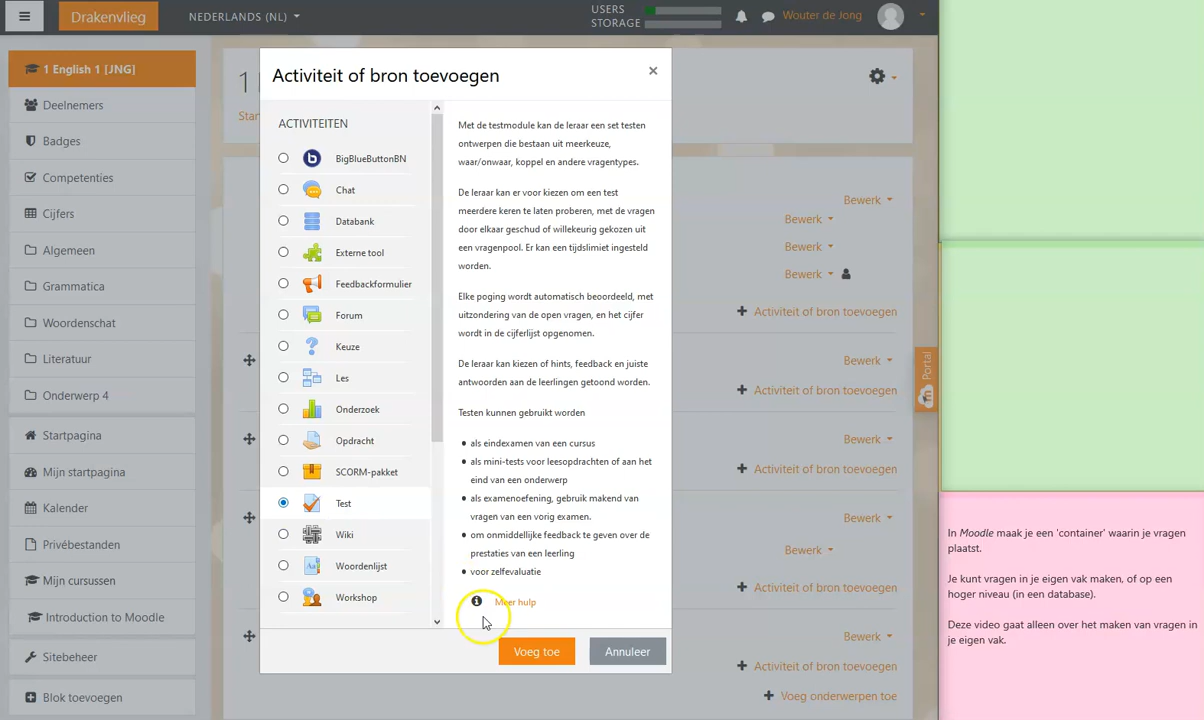 Drakenvlieg
NEDERLANDS (NL)
USERS
STORAGE
Wouter de Jong
1 English 1 [JNG]
Deelnemers
Badges
Competenties
Cijfers
Algemeen
Grammatica
Woordenschat
Literatuur
Onderwerp 4
Startpagina
Mijn startpagina
Kalender
Privébestanden
Mijn cursussen
Introduction to Moodle
Sitebeheer
Blok toevoegen
1
Star
Activiteit of bron toevoegen
×
ACTIVITEITEN
BigBlueButtonBN
Chat
Databank
Externe tool
Feedbackformulier
Forum
Keuze
Les
Onderzoek
Opdracht
SCORM-pakket
Test
Wiki
Woordenlijst
Workshop
Met de testmodule kan de leraar een set testen
ontwerpen die bestaan uit meerkeuze,
waar/onwaar, koppel en andere vragentypes.
De leraar kan er voor kiezen om een test
meerdere keren te laten proberen, met de vragen
door elkaar geschud of willekeurig gekozen uit
een vragenpool. Er kan een tijdslimiet ingesteld
worden.
Elke poging wordt automatisch beoordeeld, met
uitzondering van de open vragen, en het cijfer
wordt in de cijferlijst opgenomen.
De leraar kan kiezen of hints, feedback en juiste
antwoorden aan de leerlingen getoond worden.
Testen kunnen gebruikt worden
• als eindexamen van een cursus
• als mini-tests voor leesopdrachten of aan het
eind van een onderwerp
• als examenoefening, gebruik makend van
vragen van een vorig examen.
• om onmiddellijke feedback te geven over de
prestaties van een leerling
• voor zelfevaluatie
Meer hulp
Voeg toe
Annuleer
Bewerk
Bewerk
Bewerk
Bewerk
Activiteit of bron toevoegen
Bewerk
Activiteit of bron toevoegen
Bewerk
Activiteit of bron toevoegen
Bewerk
Bewerk
Activiteit of bron toevoegen
Bewerk
Activiteit of bron toevoegen
Voeg onderwerpen toe
Portal
In Moodle maak je een 'container' waarin je vragen
plaatst.
Je kunt vragen in je eigen vak maken, of op een
hoger niveau (in een database).
Deze video gaat alleen over het maken van vragen in
je eigen vak.